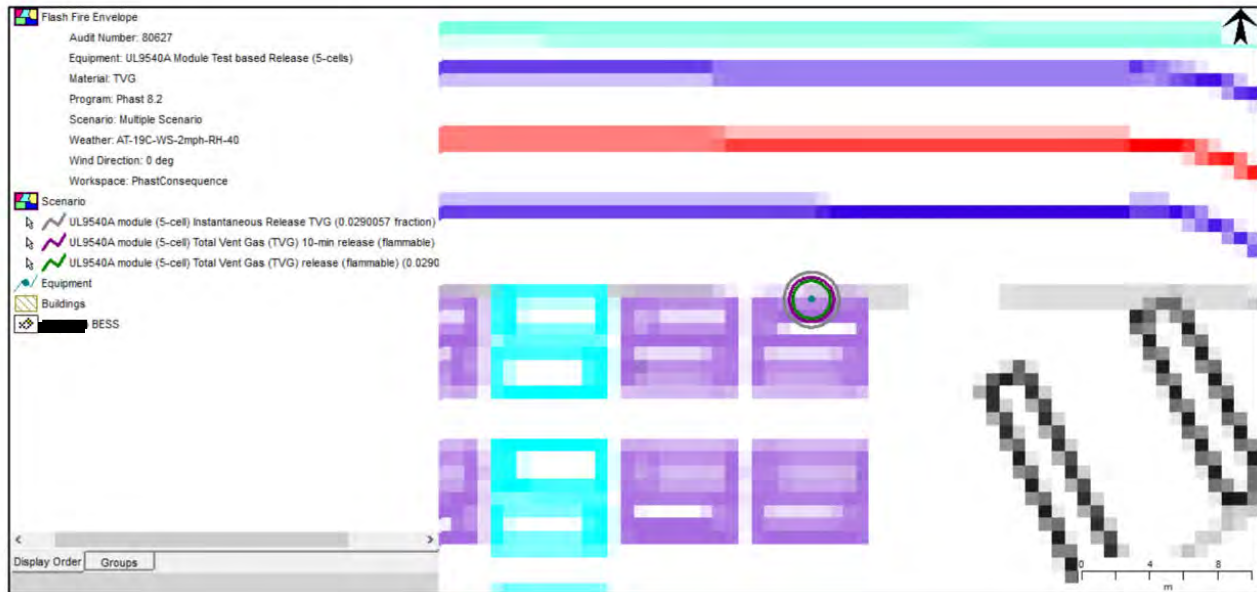 Flash Fire Envelope
Audit Number: 80627
Equipment: UL9540A Module Test based Release (5-cells)
Material: TVG
Program: Phast 8.2
Scenario: Multiple Scenario
Weather: AT-19C-WS-2mph-RH-40
Wind Direction: 0 deg
Workspace: PhastConsequence
Scenario
UL9540A module (5-cell) Instantaneous Release TVG (0.0290057 fraction)
UL9540A module (5-cell) Total Vent Gas (TVG) 10-min release (flammable)
UL9540A module (5-cell) Total Vent Gas (TVG) release (flammable) (0.0290
Equipment
Buildings
BESS
Display Order Groups
0 4 8
m